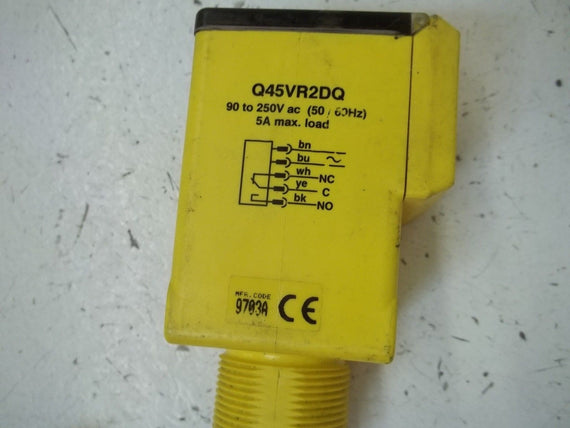 Q45VR2DQ
90 to 250V ac (50 / 60Hz)
5A max. load
bn
bu
wh NC
ye C
bk NO
MFR. CODE
9703A CE